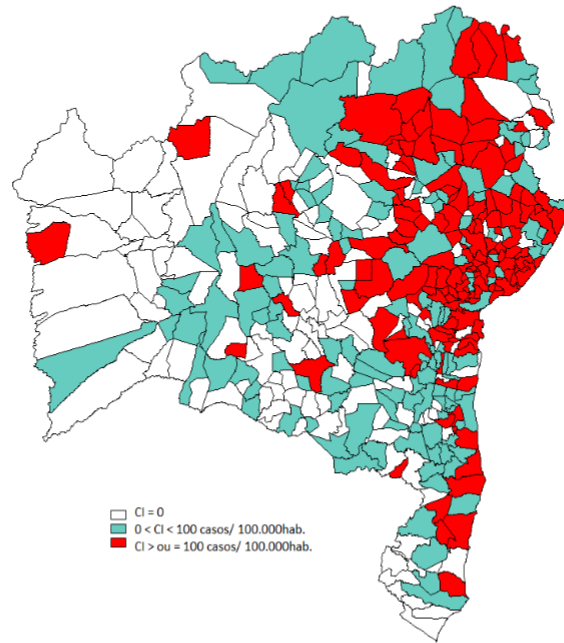 CI = 0
0 < CI < 100 casos/ 100.000hab.
CI > ou = 100 casos/ 100.000hab.